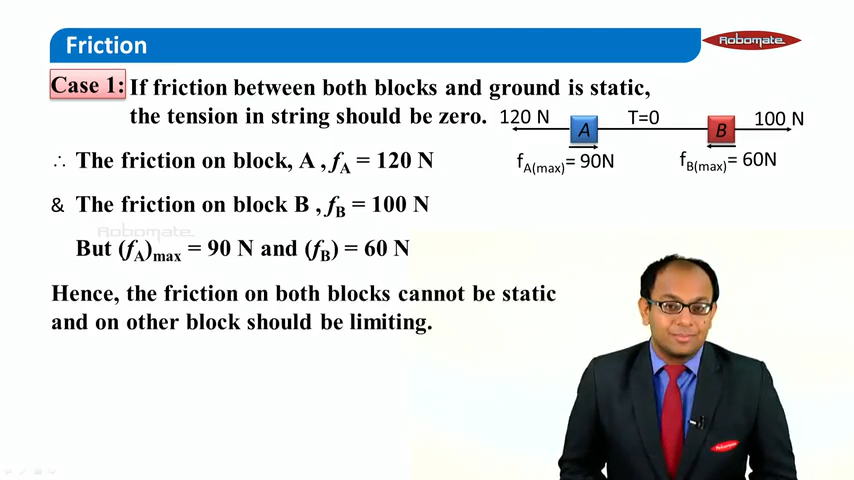 Friction
ROBOMATE
Case 1: If friction between both blocks and ground is static,
the tension in string should be zero.
120 N A T=0 B 100 N
fA(max)= 90N fB(max)= 60N
∴ The friction on block, A , fA = 120 N
& The friction on block B , fB = 100 N
Robomate
But (fA)max = 90 N and (fB) = 60 N
Hence, the friction on both blocks cannot be static
and on other block should be limiting.
ROBOMATE